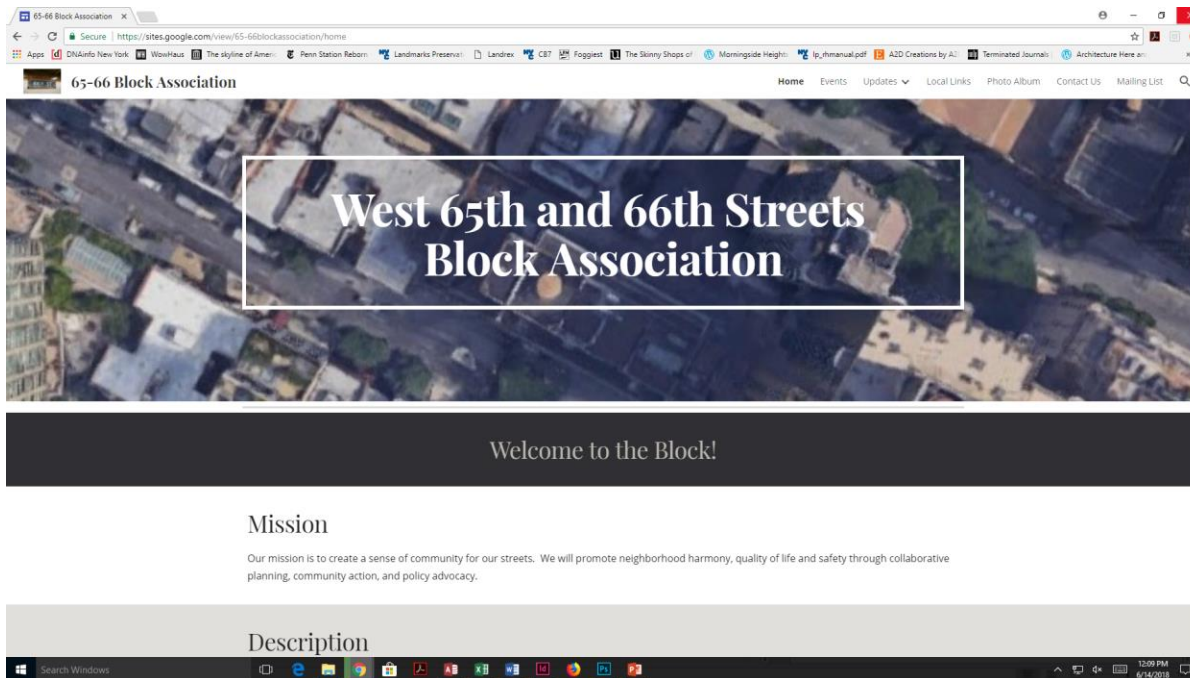 65-66 Block Association
Secure https://sites.google.com/view/65-66blockassociation/home
Apps DNAinfo New York WowHaus The skyline of Ameri Penn Station Reborn Landmarks Preservat Landrex CB7 Foggiest The Skinny Shops of Morningside Heights lp_rhmanual.pdf A2D Creations by A2 Terminated Journals Architecture Here an
65-66 Block Association
Home Events Updates Local Links Photo Album Contact Us Mailing List
West 65th and 66th Streets
Block Association
Welcome to the Block!
Mission
Our mission is to create a sense of community for our streets. We will promote neighborhood harmony, quality of life and safety through collaborative
planning, community action, and policy advocacy.
Description
Search Windows
12:09 PM
6/14/2018